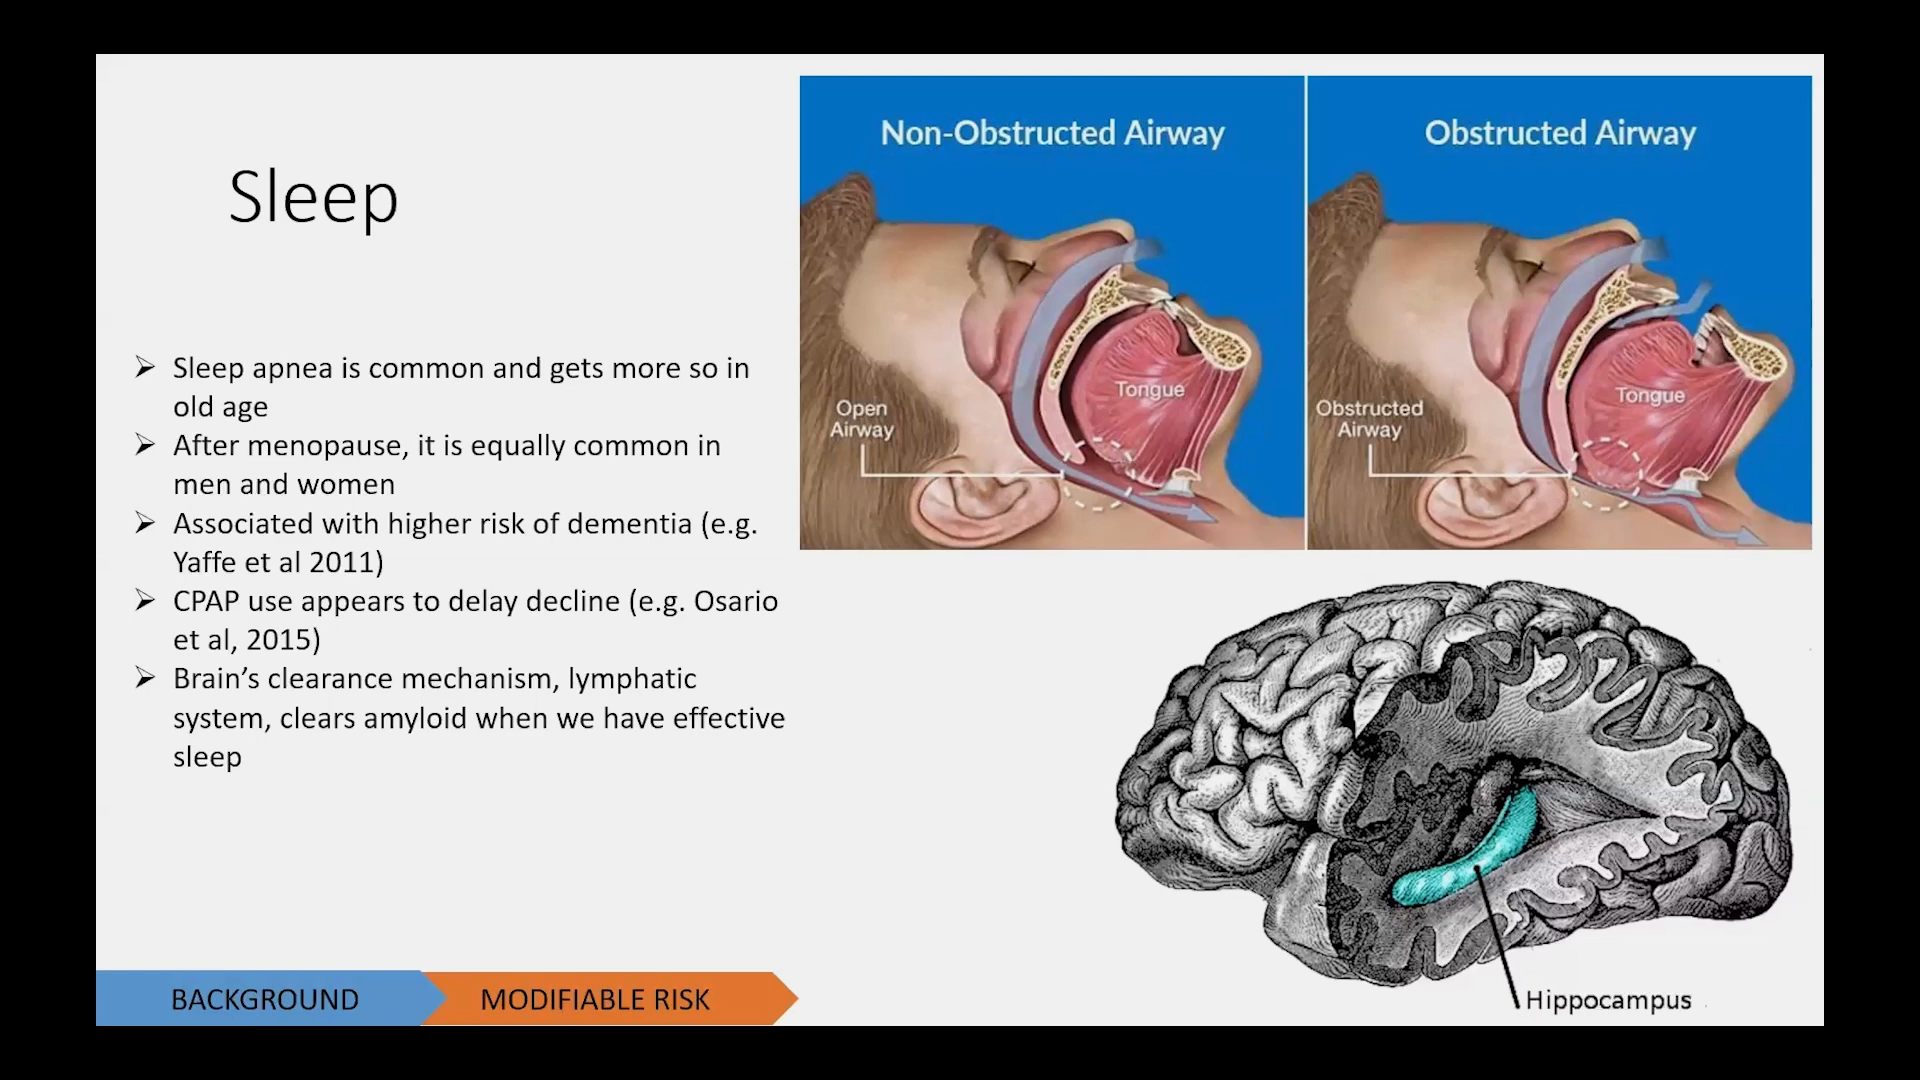 Sleep
Sleep apnea is common and gets more so in
old age
After menopause, it is equally common in
men and women
Associated with higher risk of dementia (e.g.
Yaffe et al 2011)
CPAP use appears to delay decline (e.g. Osario
et al, 2015)
Brain’s clearance mechanism, lymphatic
system, clears amyloid when we have effective
sleep
Non-Obstructed Airway
Tongue
Open
Airway
Obstructed Airway
Tongue
Obstructed
Airway
Hippocampus
BACKGROUND
MODIFIABLE RISK